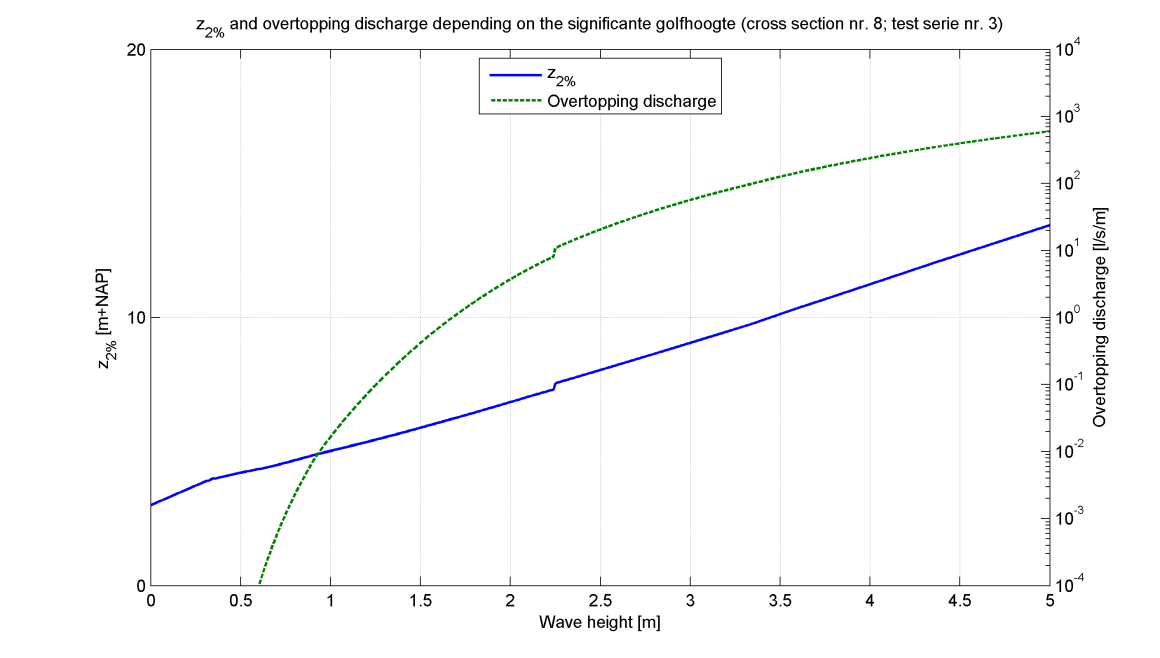 z2% and overtopping discharge depending on the significante golfhoogte (cross section nr. 8; test serie nr. 3)
z2%
Overtopping discharge
20
10
0
z2% [m+NAP]
10^4
10^3
10^2
10^1
10^0
10^-1
10^-2
10^-3
10^-4
Overtopping discharge [l/s/m]
0 0.5 1 1.5 2 2.5 3 3.5 4 4.5 5
Wave height [m]